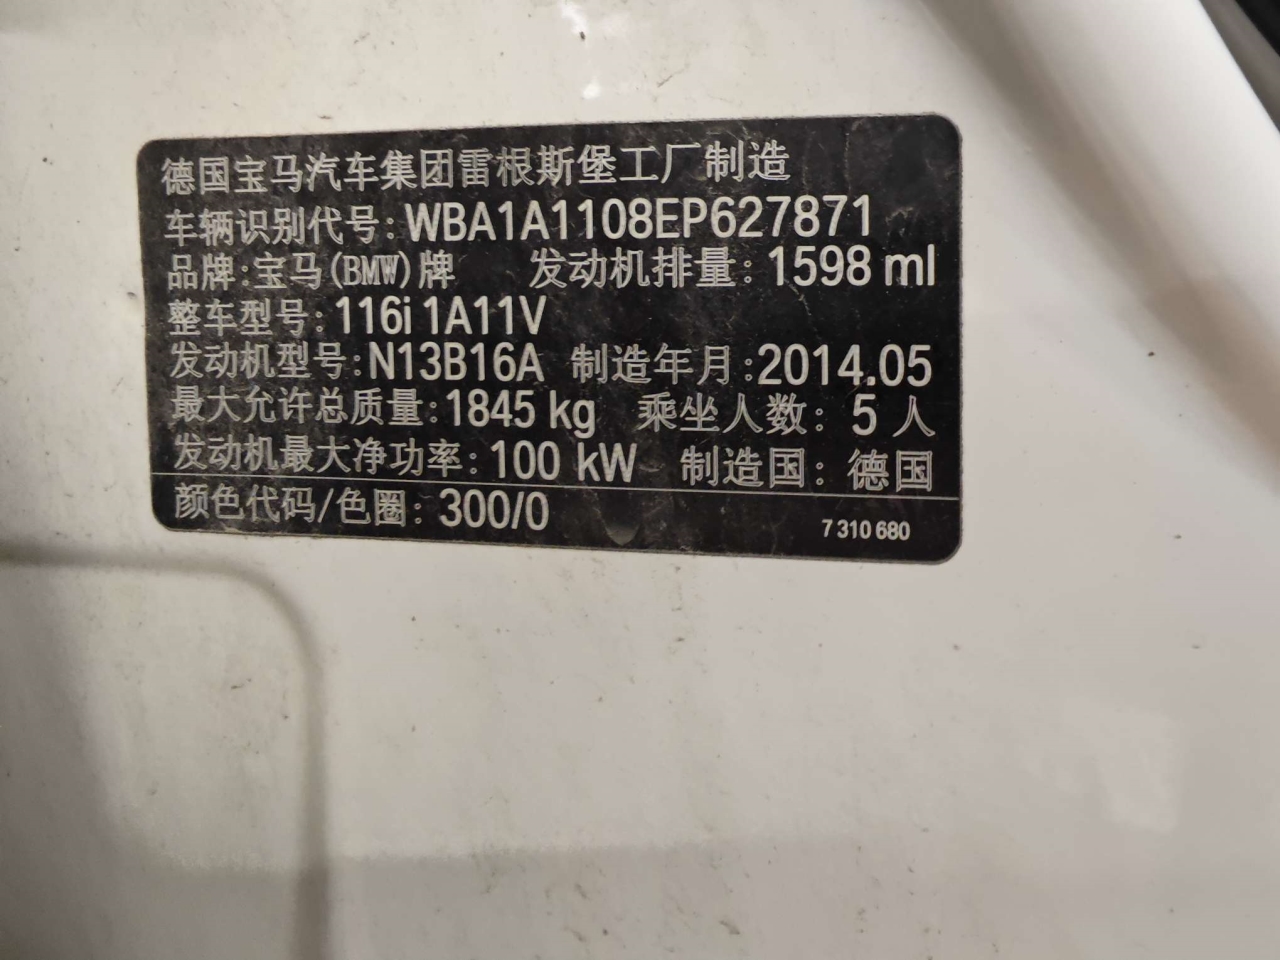 德国宝马汽车集团雷根斯堡工厂制造
车辆识别代号: WBA1A1108EP627871
品牌:宝马(BMW)牌 发动机排量: 1598 ml
整车型号: 116i 1A11V
发动机型号: N13B16A 制造年月:2014.05
最大允许总质量: 1845 kg 乘坐人数: 5 人
发动机最大净功率: 100 kW 制造国: 德国
颜色代码/色圈: 300/0 7 310 680